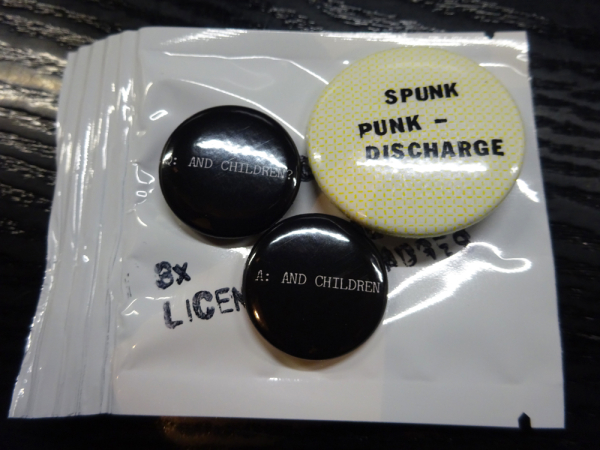 SPUNK
PUNK -
DISCHARGE
: AND CHILDREN?
A: AND CHILDREN
3x
LICEN